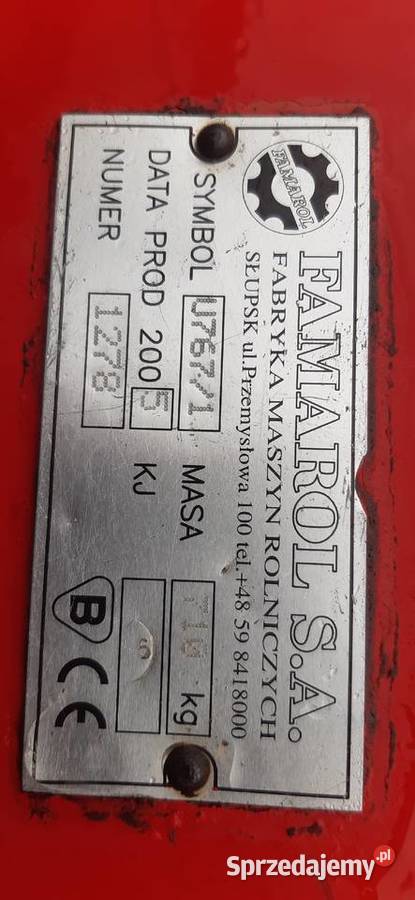 FAMAROL
FAMAROL S.A.
FABRYKA MASZYN ROLNICZYCH
SŁUPSK ul.Przemysłowa 100 tel.+48 59 8418000
SYMBOL U767/1 MASA 710 kg
DATA PROD 2005 KJ
NUMER 1278 B CE
Sprzedajemy.pl